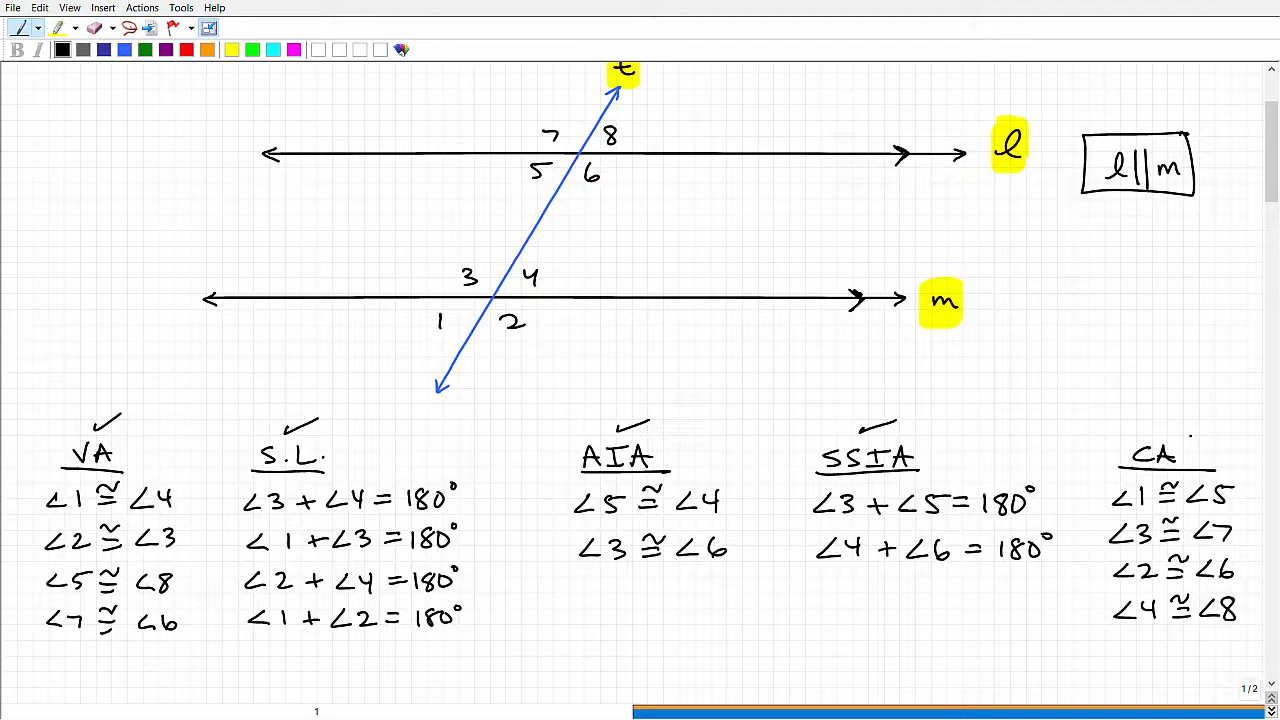 File Edit View Insert Actions Tools Help
B I
t
7 8
l
5 6
l || m
3 4
m
1 2
VA
∠1 ≅ ∠4
∠2 ≅ ∠3
∠5 ≅ ∠8
∠7 ≅ ∠6
S.L.
∠3 + ∠4 = 180°
∠1 + ∠3 = 180°
∠2 + ∠4 = 180°
∠1 + ∠2 = 180°
AIA
∠5 ≅ ∠4
∠3 ≅ ∠6
SSIA
∠3 + ∠5 = 180°
∠4 + ∠6 = 180°
CA
∠1 ≅ ∠5
∠3 ≅ ∠7
∠2 ≅ ∠6
∠4 ≅ ∠8
1/2
1